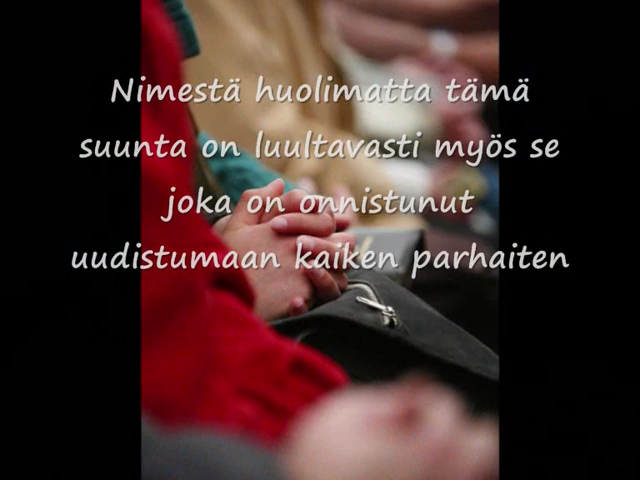 Nimestä huolimatta tämä
suunta on luultavasti myös se
joka on onnistunut
uudistumaan kaiken parhaiten